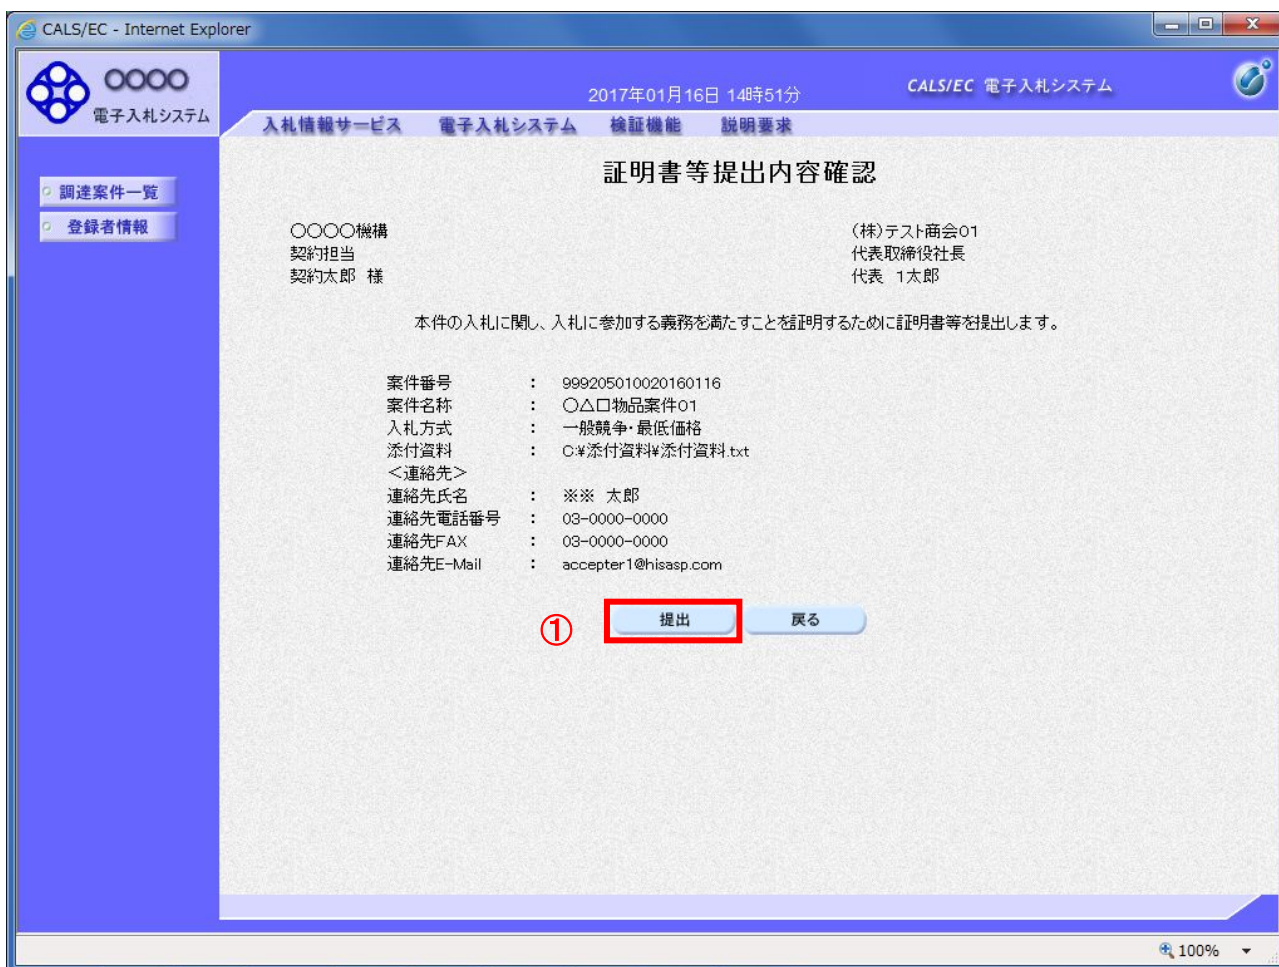 CALS/EC - Internet Explorer
〇〇〇〇
電子入札システム
2017年01月16日 14時51分
CALS/EC 電子入札システム
入札情報サービス 電子入札システム 検証機能 説明要求
調達案件一覧
登録者情報
証明書等提出内容確認
〇〇〇〇機構
契約担当
契約太郎 様
(株)テスト商会01
代表取締役社長
代表 1太郎
本件の入札に関し、入札に参加する義務を満たすことを証明するために証明書等を提出します。
案件番号 : 999205010020160116
案件名称 : 〇△口物品案件01
入札方式 : 一般競争・最低価格
添付資料 : C:¥添付資料¥添付資料.txt
<連絡先>
連絡先氏名 : ※※ 太郎
連絡先電話番号 : 03-0000-0000
連絡先FAX : 03-0000-0000
連絡先E-Mail : accepter1@hisasp.com
① 提出 戻る
100%